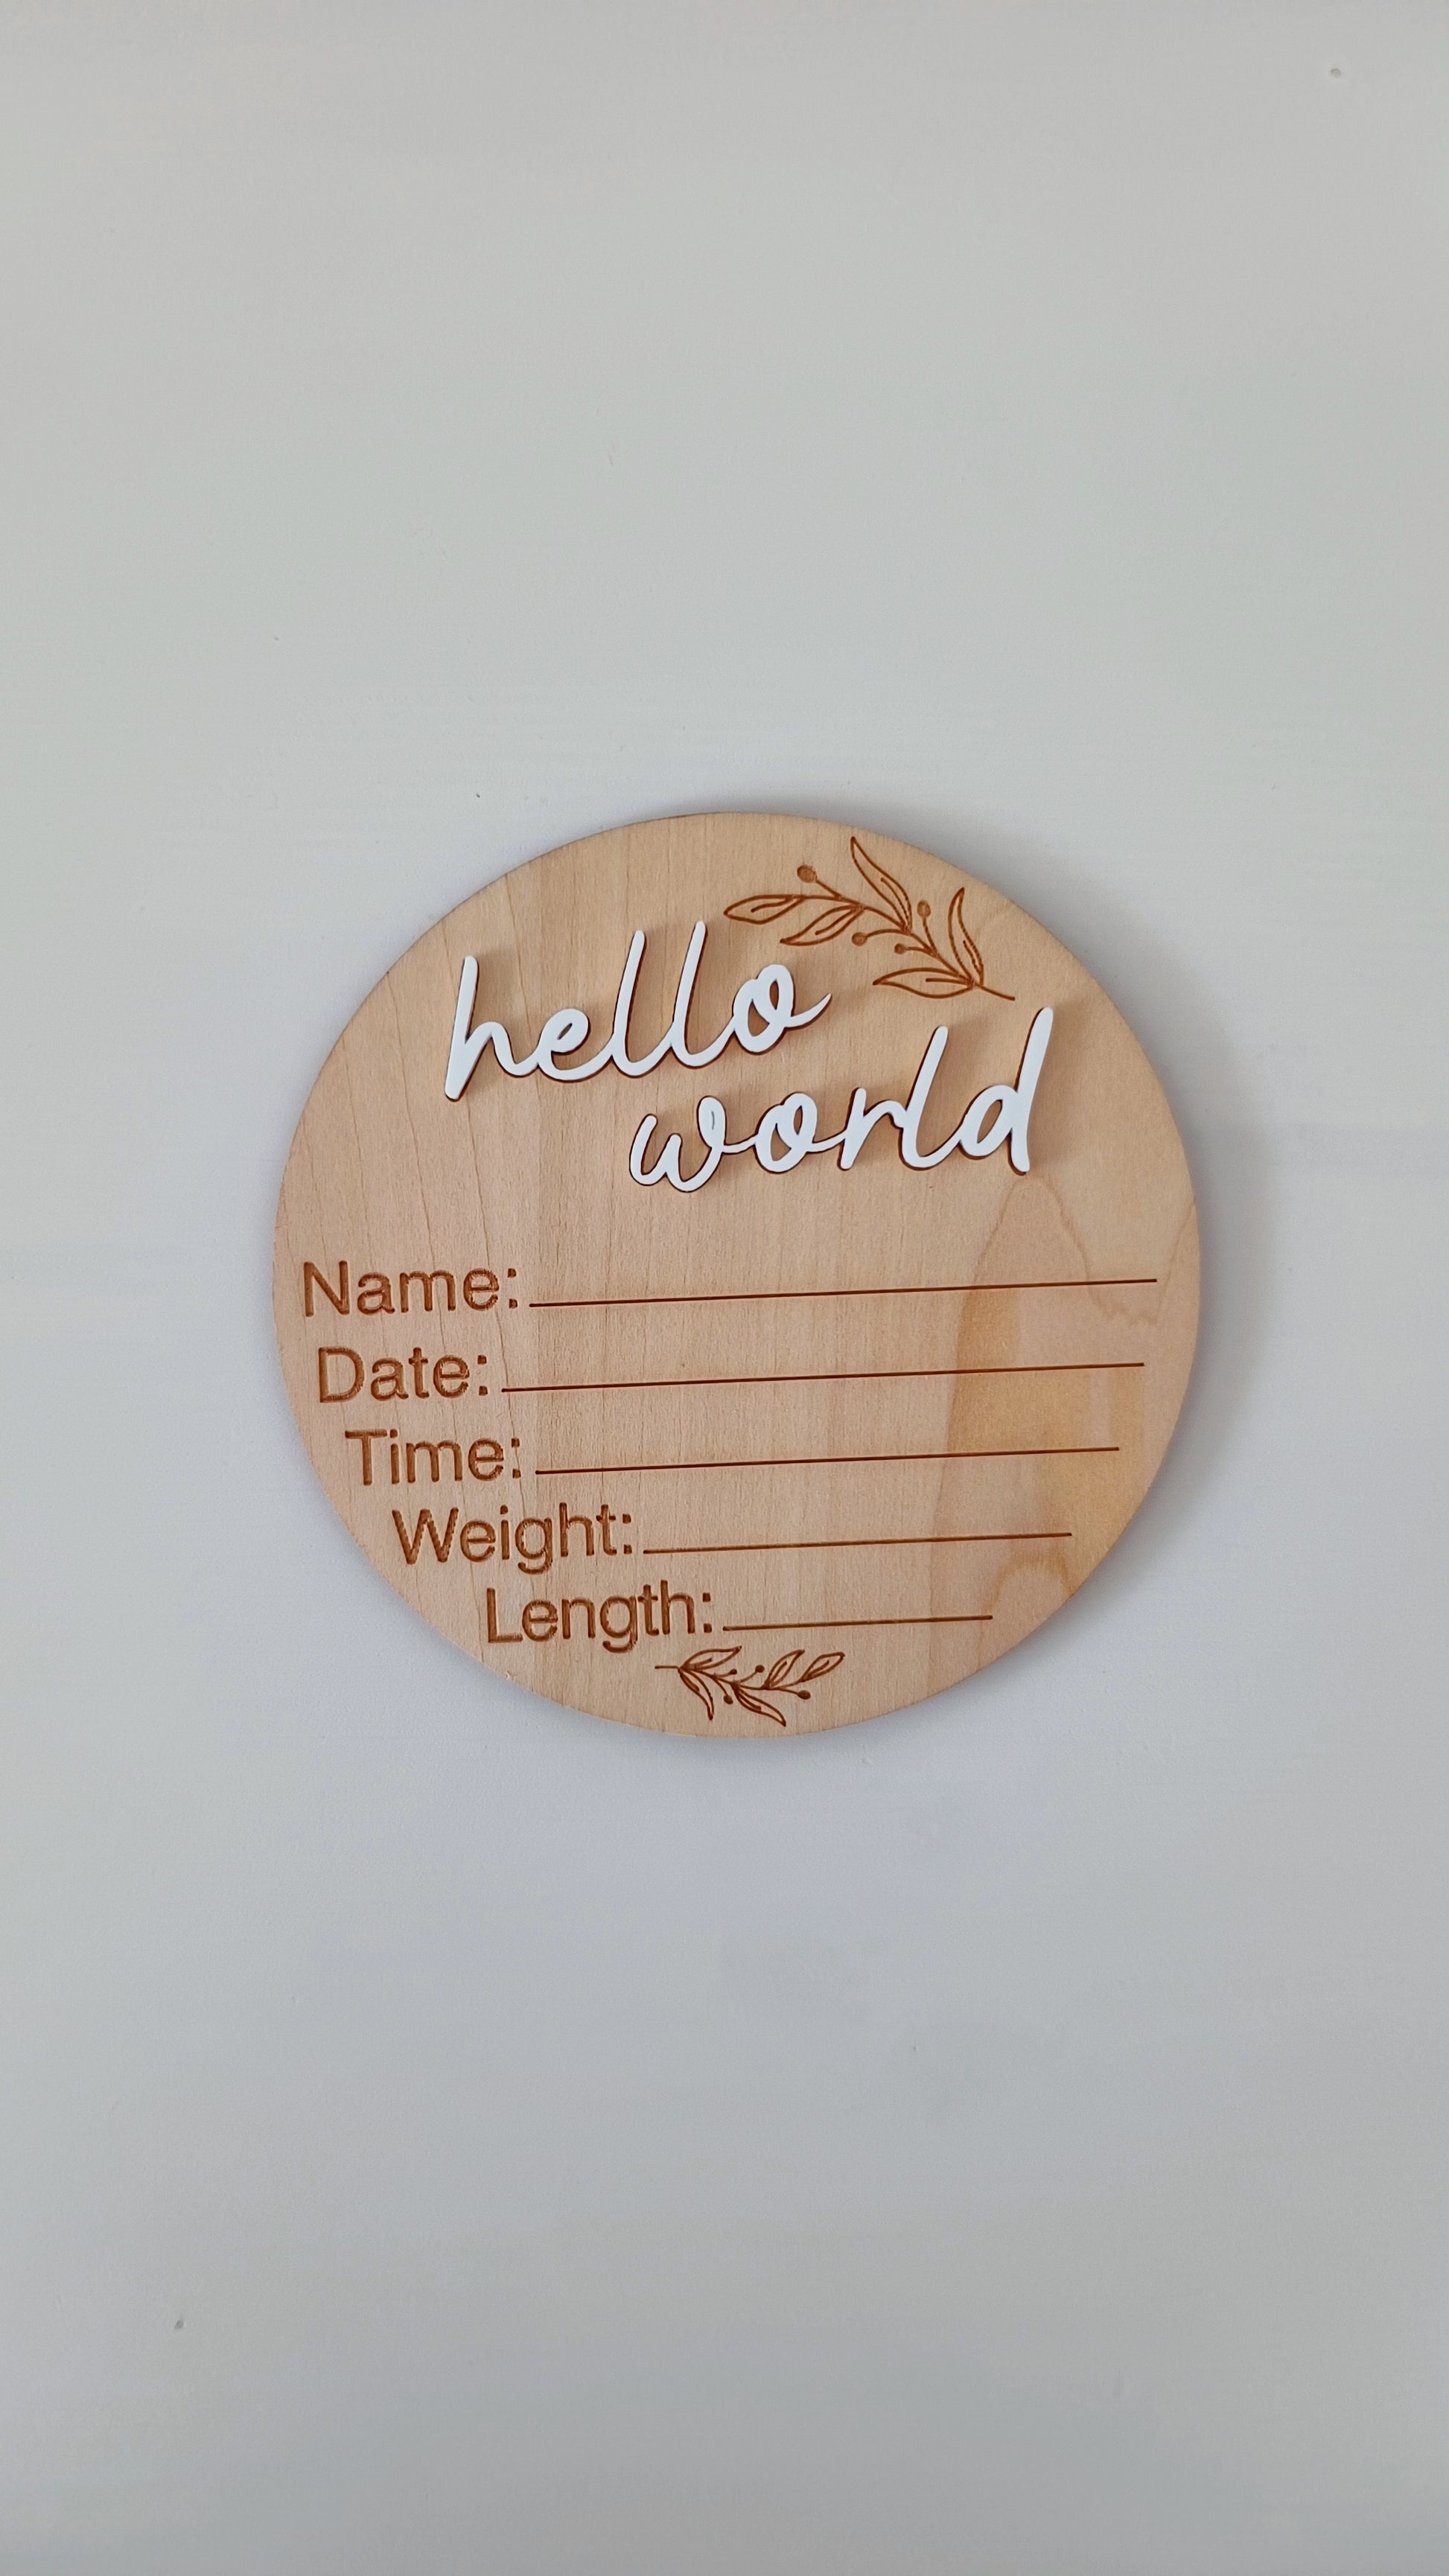 hello
world
Name:
Date:
Time:
Weight:
Length: